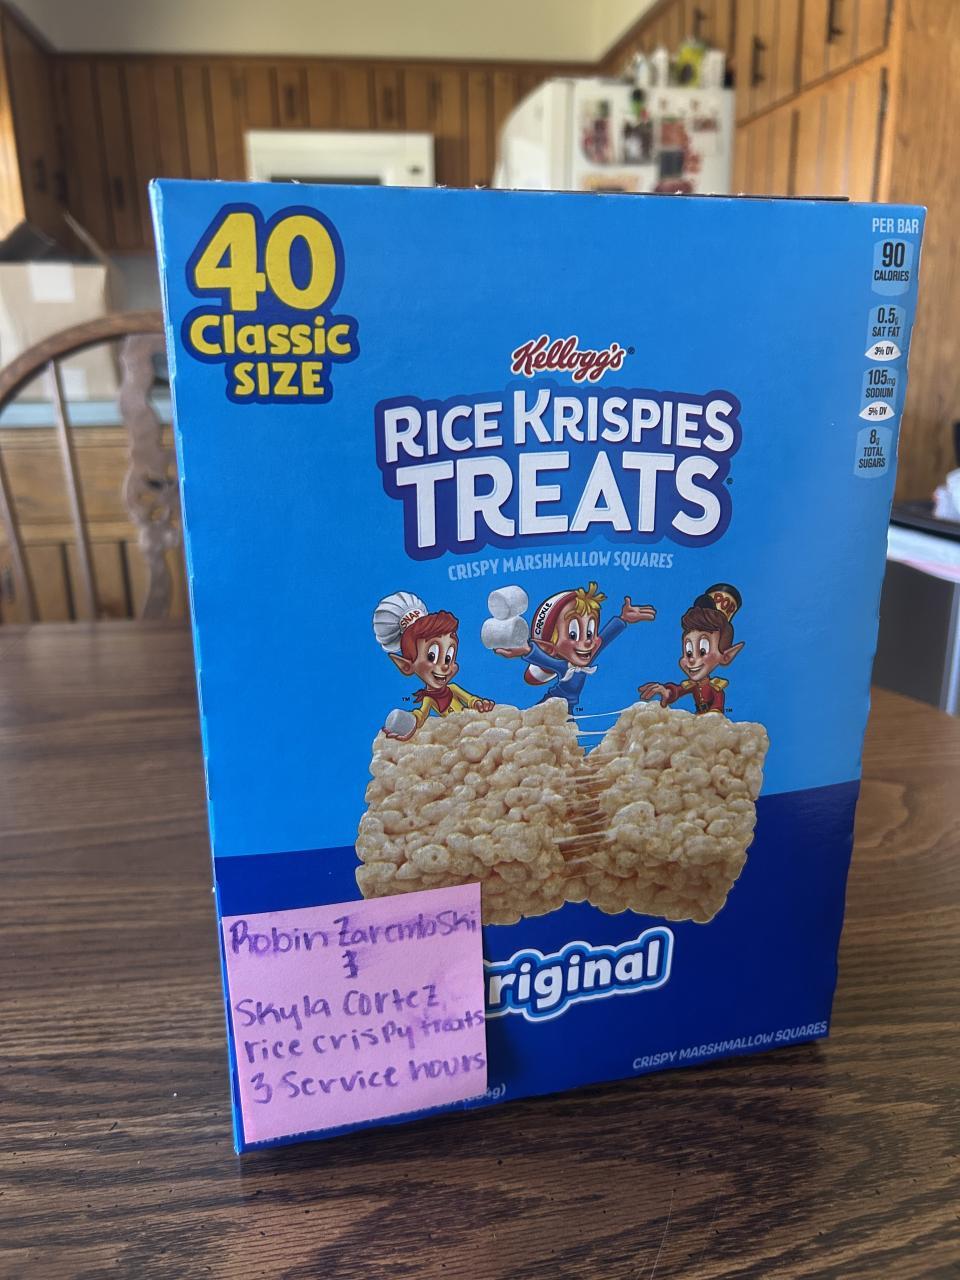 40
Classic
SIZE
PER BAR
90
CALORIES
0.5g
SAT FAT
3% DV
105mg
SODIUM
5% DV
8g
TOTAL
SUGARS
Kellogg's®
RICE KRISPIES
TREATS®
CRISPY MARSHMALLOW SQUARES
SNAP
CRACKLE
POP
riginal
CRISPY MARSHMALLOW SQUARES
Robin Zarembski
&
Skyla Cortez
rice crispy treats
3 Service hours